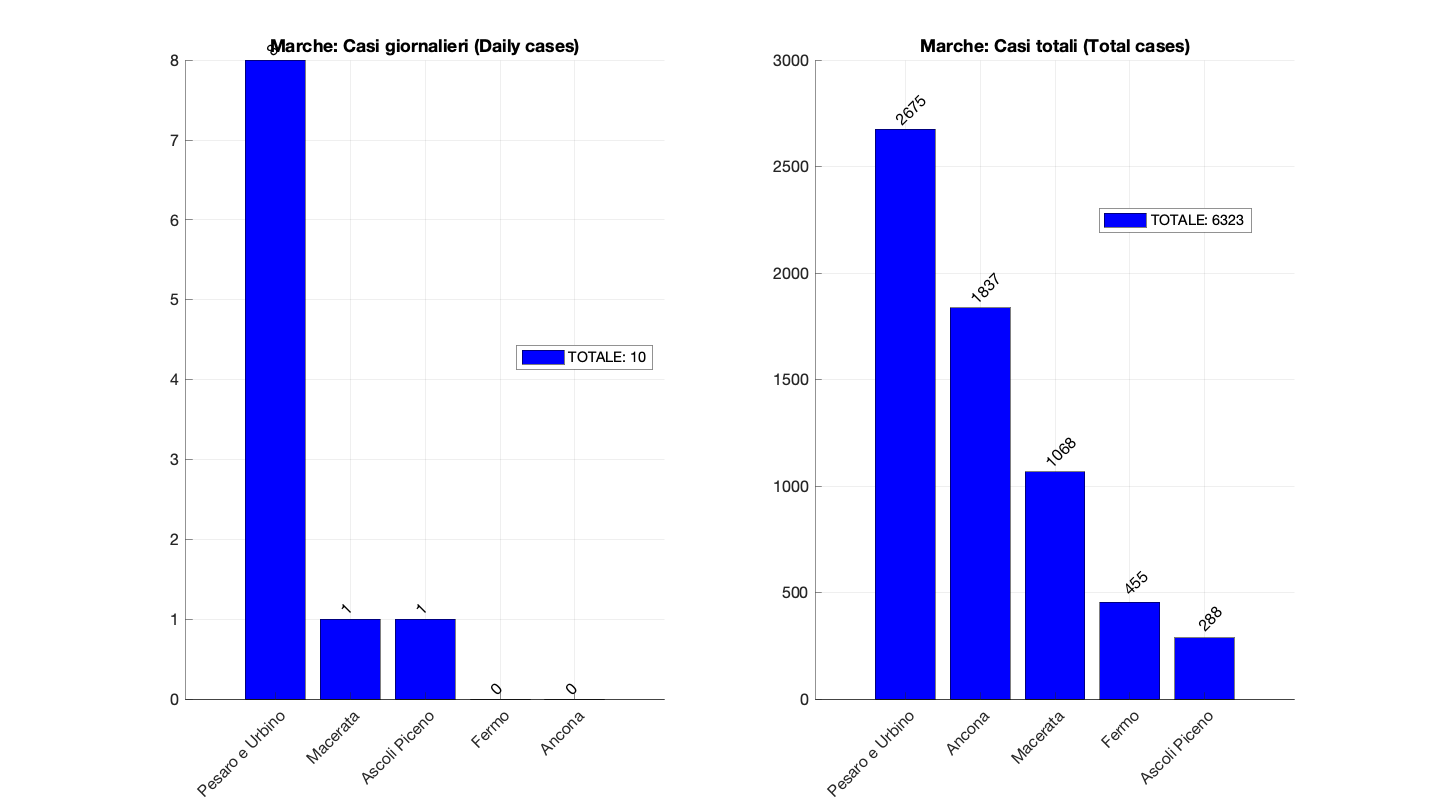 Marche: Casi giornalieri (Daily cases)
8
8
7
6
5
4
3
2
1
0
1
1
0
0
TOTALE: 10
Pesaro e Urbino
Macerata
Ascoli Piceno
Fermo
Ancona
Marche: Casi totali (Total cases)
3000
2500
2000
1500
1000
500
0
2675
1837
1068
455
288
TOTALE: 6323
Pesaro e Urbino
Ancona
Macerata
Fermo
Ascoli Piceno